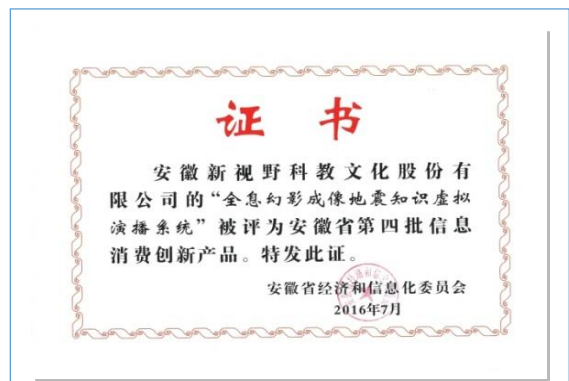 证 书
安徽新视野科教文化股份有
限公司的“全息幻影成像地震知识虚拟
演播系统”被评为安徽省第四批信息
消费创新产品。特发此证。
安徽省经济和信息化委员会
2016年7月